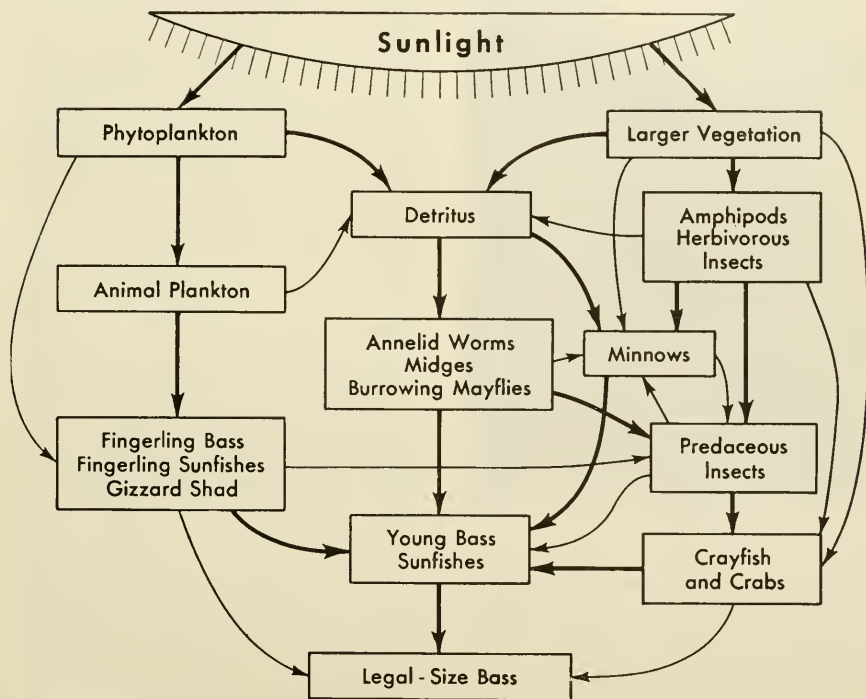 Sunlight
Phytoplankton
Larger Vegetation
Detritus
Amphipods
Herbivorous
Insects
Animal Plankton
Annelid Worms
Midges
Burrowing Mayflies
Minnows
Fingerling Bass
Fingerling Sunfishes
Gizzard Shad
Predaceous
Insects
Young Bass
Sunfishes
Crayfish
and Crabs
Legal - Size Bass